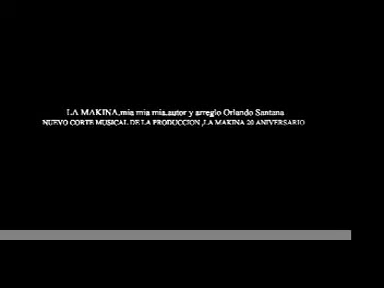 LA MAKINA,mia mia mia,autor y arreglo Orlando Santana
NUEVO CORTE MUSICAL DE LA PRODUCCION ,LA MAKINA 20 ANIVERSARIO